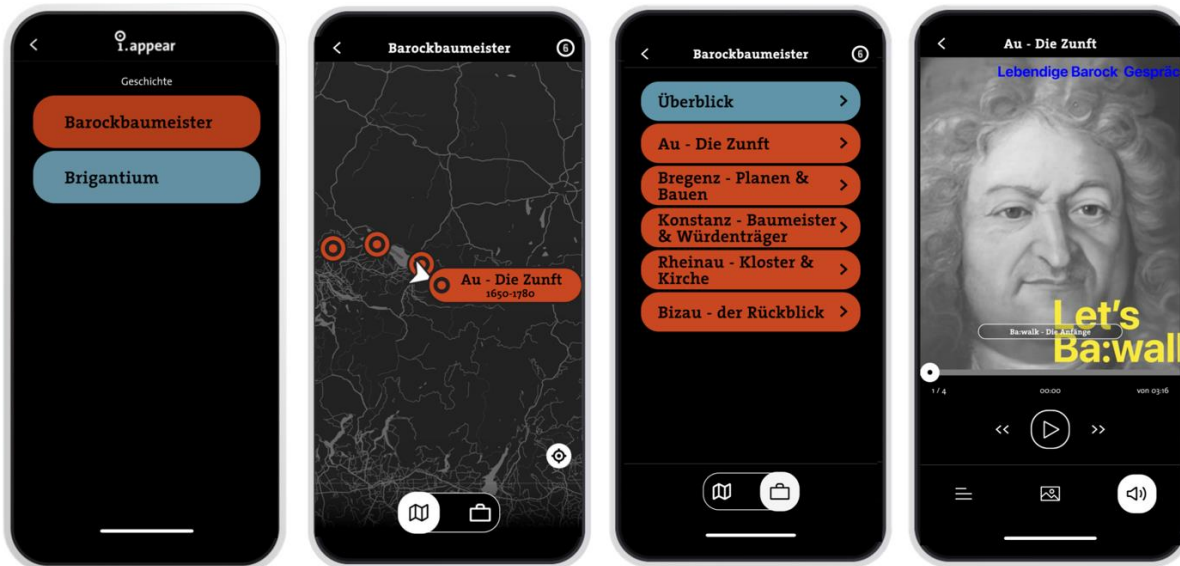 i.appear
Geschichte
Barockbaumeister
Brigantium
Barockbaumeister
6
Au - Die Zunft
1650-1780
Barockbaumeister
6
Überblick
Au - Die Zunft
Bregenz - Planen &
Bauen
Konstanz - Baumeister
& Würdenträger
Rheinau - Kloster &
Kirche
Bizau - der Rückblick
Au - Die Zunft
Lebendige Barock Gespräc
Let's
Ba:walk - Die Anfänge
Ba:wall
1 / 4
00:00
von 03:16